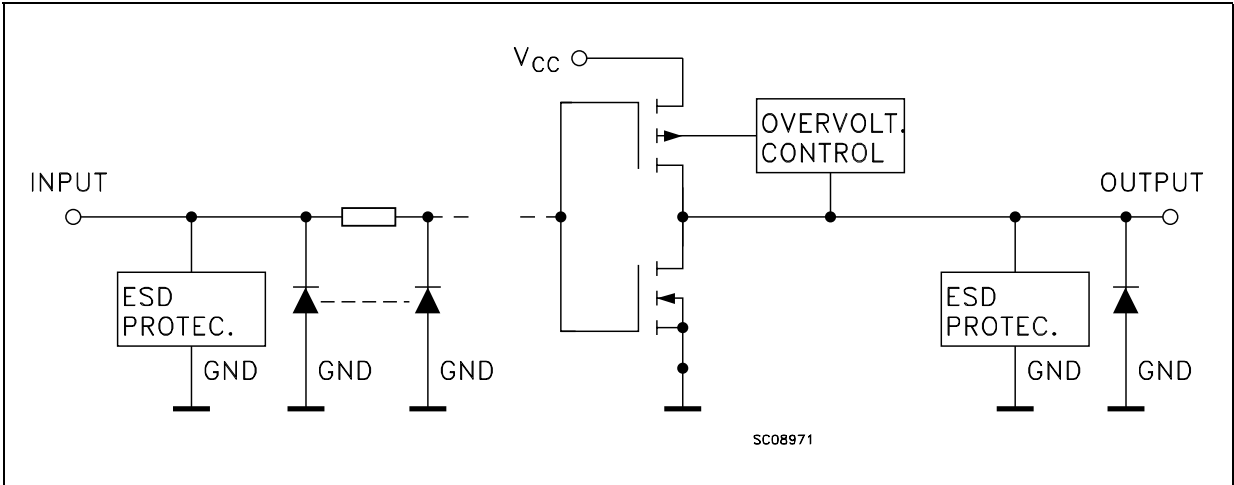 VCC
OVERVOLT.
CONTROL
INPUT
OUTPUT
ESD
PROTEC.
GND
GND
GND
ESD
PROTEC.
GND
GND
SC08971